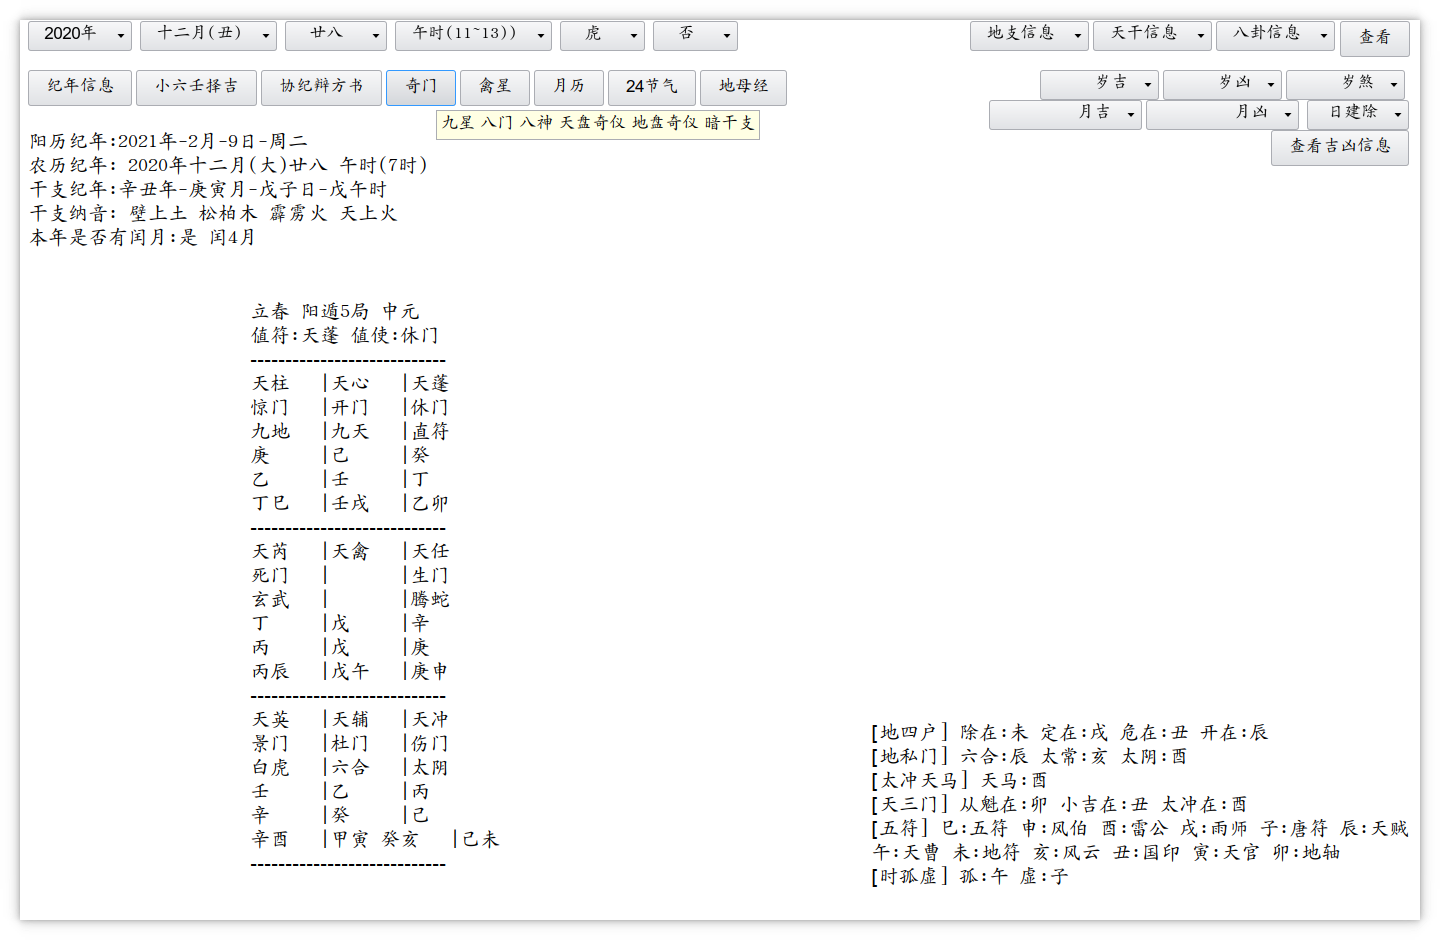 2020年 十二月(丑) 廿八 午时(11~13)) 虎 否 地支信息 天干信息 八卦信息 查看
纪年信息 小六壬择吉 协纪辩方书 奇门 禽星 月历 24节气 地母经 岁吉 岁凶 岁煞
月吉 月凶 日建除
九星 八门 八神 天盘奇仪 地盘奇仪 暗干支
查看吉凶信息
阳历纪年:2021年-2月-9日-周二
农历纪年: 2020年十二月(大)廿八 午时(7时)
干支纪年:辛丑年-庚寅月-戊子日-戊午时
干支纳音: 壁上土 松柏木 霹雳火 天上火
本年是否有闰月:是 闰4月
立春 阳遁5局 中元
值符:天蓬 值使:休门
----------------------------
天柱 |天心 |天蓬
惊门 |开门 |休门
九地 |九天 |直符
庚 |己 |癸
乙 |壬 |丁
丁巳 |壬戌 |乙卯
----------------------------
天芮 |天禽 |天任
死门 | |生门
玄武 | |腾蛇
丁 |戊 |辛
丙 |戊 |庚
丙辰 |戊午 |庚申
----------------------------
天英 |天辅 |天冲
景门 |杜门 |伤门
白虎 |六合 |太阴
壬 |乙 |丙
辛 |癸 |己
辛酉 |甲寅 癸亥 |己未
----------------------------
[地四户] 除在:未 定在:戌 危在:丑 开在:辰
[地私门] 六合:辰 太常:亥 太阴:酉
[太冲天马] 天马:酉
[天三门] 从魁在:卯 小吉在:丑 太冲在:酉
[五符] 巳:五符 申:风伯 酉:雷公 戌:雨师 子:唐符 辰:天贼
午:天曹 未:地符 亥:风云 丑:国印 寅:天官 卯:地轴
[时孤虚] 孤:午 虚:子